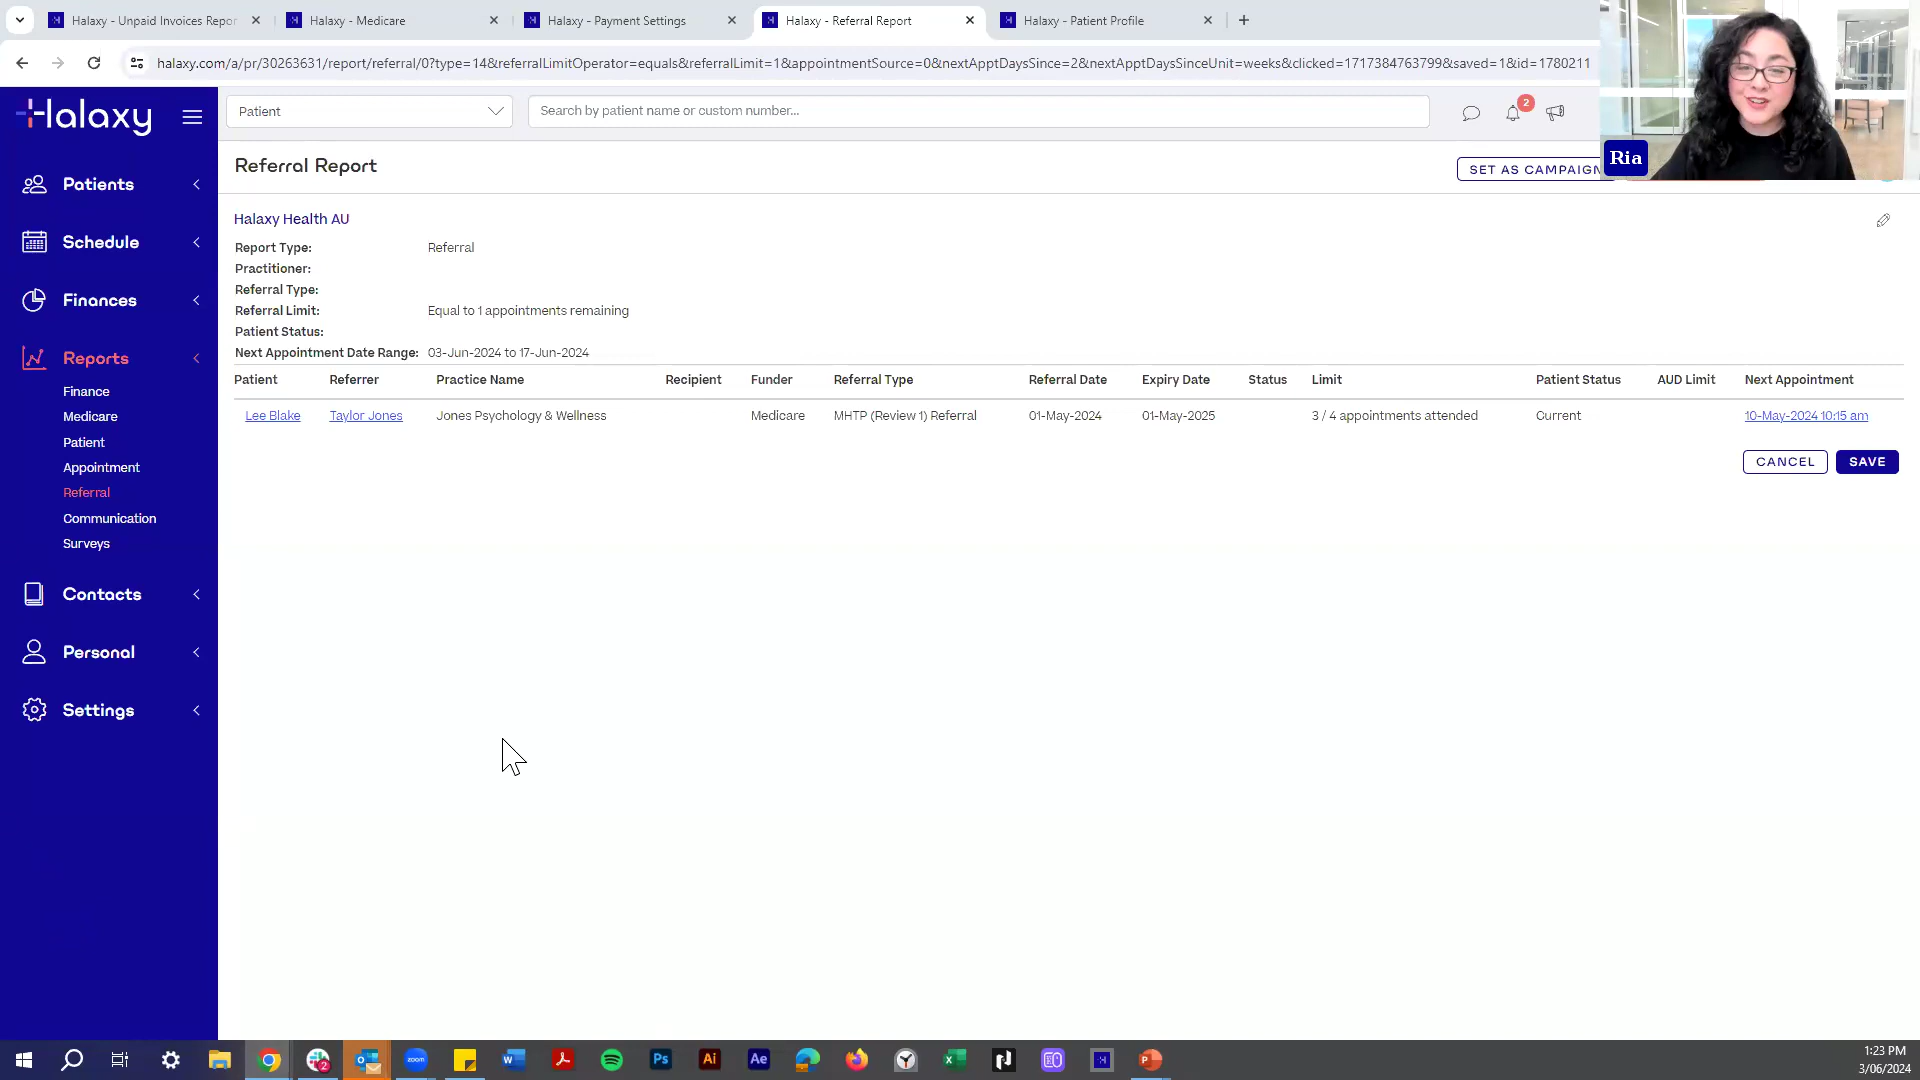 Halaxy - Unpaid Invoices Repor
Halaxy - Medicare
Halaxy - Payment Settings
Halaxy - Referral Report
Halaxy - Patient Profile
halaxy.com/a/pr/30263631/report/referral/0?type=14&referralLimitOperator=equals&referralLimit=1&appointmentSource=0&nextApptDaysSince=2&nextApptDaysSinceUnit=weeks&clicked=1717384763799&saved=1&id=1780211
Halaxy
Patient
Search by patient name or custom number...
2
Ria
Patients
Schedule
Finances
Reports
Finance
Medicare
Patient
Appointment
Referral
Communication
Surveys
Contacts
Personal
Settings
Referral Report
SET AS CAMPAIGN
Halaxy Health AU
Report Type: Referral
Practitioner:
Referral Type:
Referral Limit: Equal to 1 appointments remaining
Patient Status:
Next Appointment Date Range: 03-Jun-2024 to 17-Jun-2024
Patient Referrer Practice Name Recipient Funder Referral Type Referral Date Expiry Date Status Limit Patient Status AUD Limit Next Appointment
Lee Blake Taylor Jones Jones Psychology & Wellness Medicare MHTP (Review 1) Referral 01-May-2024 01-May-2025 3 / 4 appointments attended Current 10-May-2024 10:15 am
CANCEL SAVE
2
zoom
Ps
Ai
Ae
1:23 PM
3/06/2024